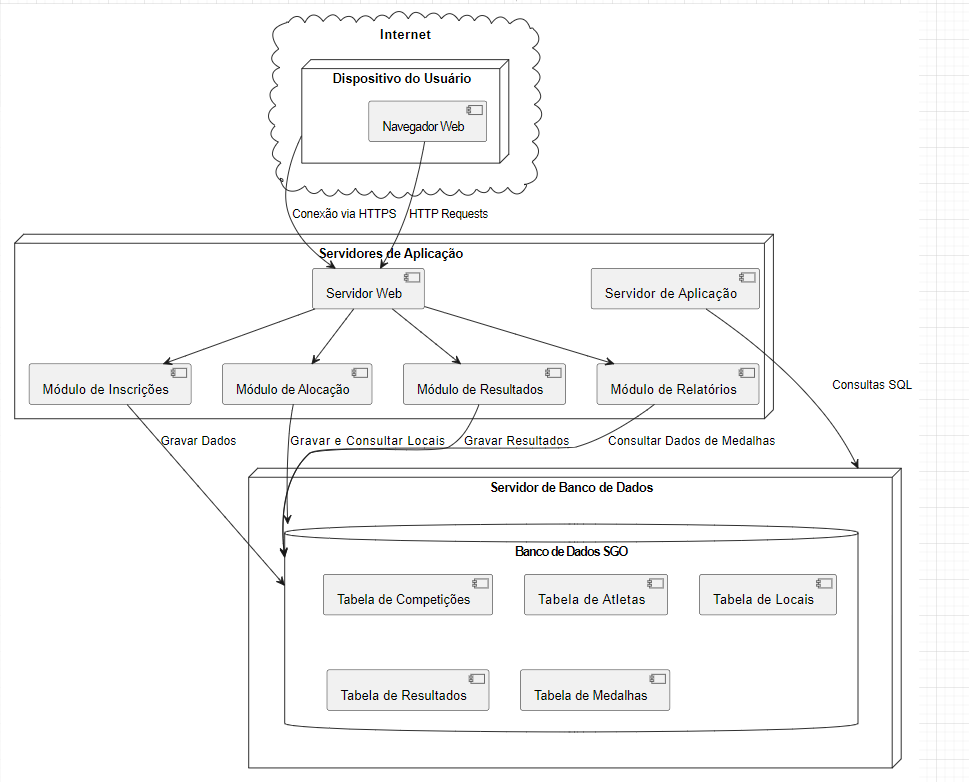 Internet
Dispositivo do Usuário
Navegador Web
Conexão via HTTPS
HTTP Requests
Servidores de Aplicação
Servidor Web
Servidor de Aplicação
Módulo de Inscrições
Módulo de Alocação
Módulo de Resultados
Módulo de Relatórios
Consultas SQL
Gravar Dados
Gravar e Consultar Locais
Gravar Resultados
Consultar Dados de Medalhas
Servidor de Banco de Dados
Banco de Dados SGO
Tabela de Competições
Tabela de Atletas
Tabela de Locais
Tabela de Resultados
Tabela de Medalhas